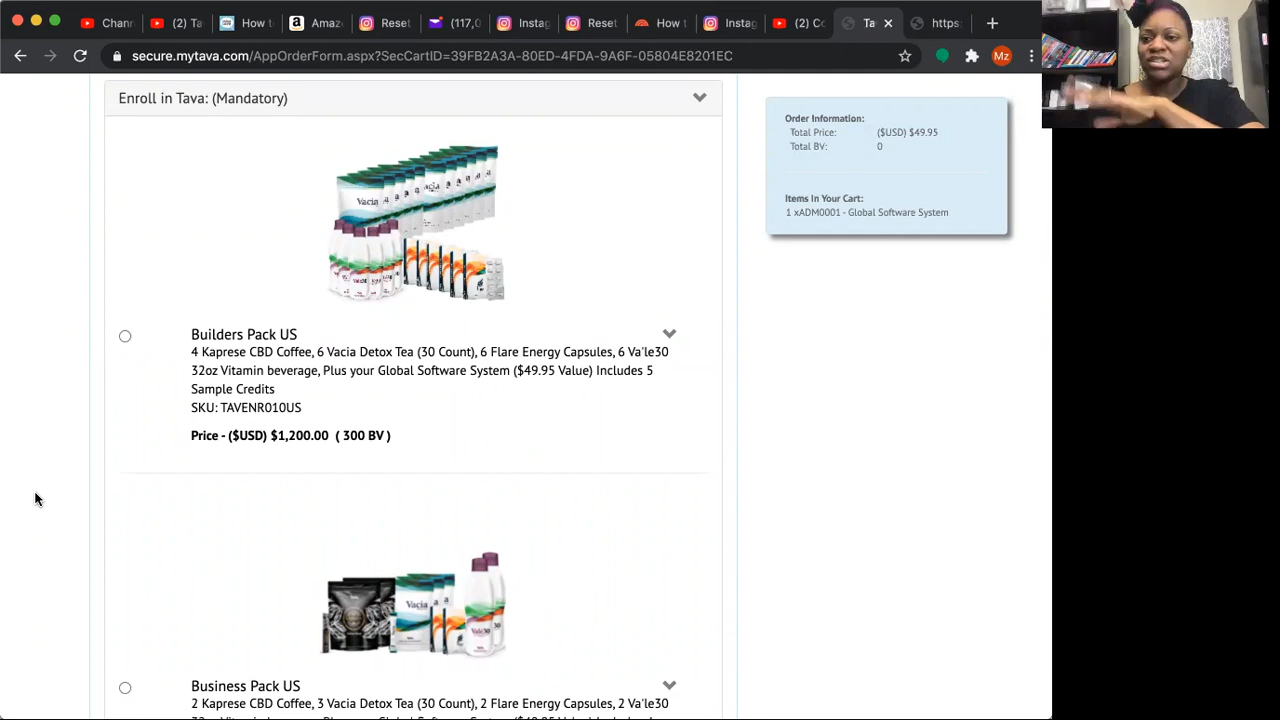 Chann
(2) Ta
How to
Amaz
Reset
(117,0
Instag
Reset
How t
Instag
(2) Co
Ta
https:
secure.mytava.com/AppOrderForm.aspx?SecCartID=39FB2A3A-80ED-4FDA-9A6F-05804E8201EC
Mz
Enroll in Tava: (Mandatory)
Order Information:
Total Price: ($USD) $49.95
Total BV: 0
Items In Your Cart:
1 xADM0001 - Global Software System
Vacia
Builders Pack US
4 Kaprese CBD Coffee, 6 Vacia Detox Tea (30 Count), 6 Flare Energy Capsules, 6 Va'le30
32oz Vitamin beverage, Plus your Global Software System ($49.95 Value) Includes 5
Sample Credits
SKU: TAVENR010US
Price - ($USD) $1,200.00 ( 300 BV )
Vacia
Business Pack US
2 Kaprese CBD Coffee, 3 Vacia Detox Tea (30 Count), 2 Flare Energy Capsules, 2 Va'le30